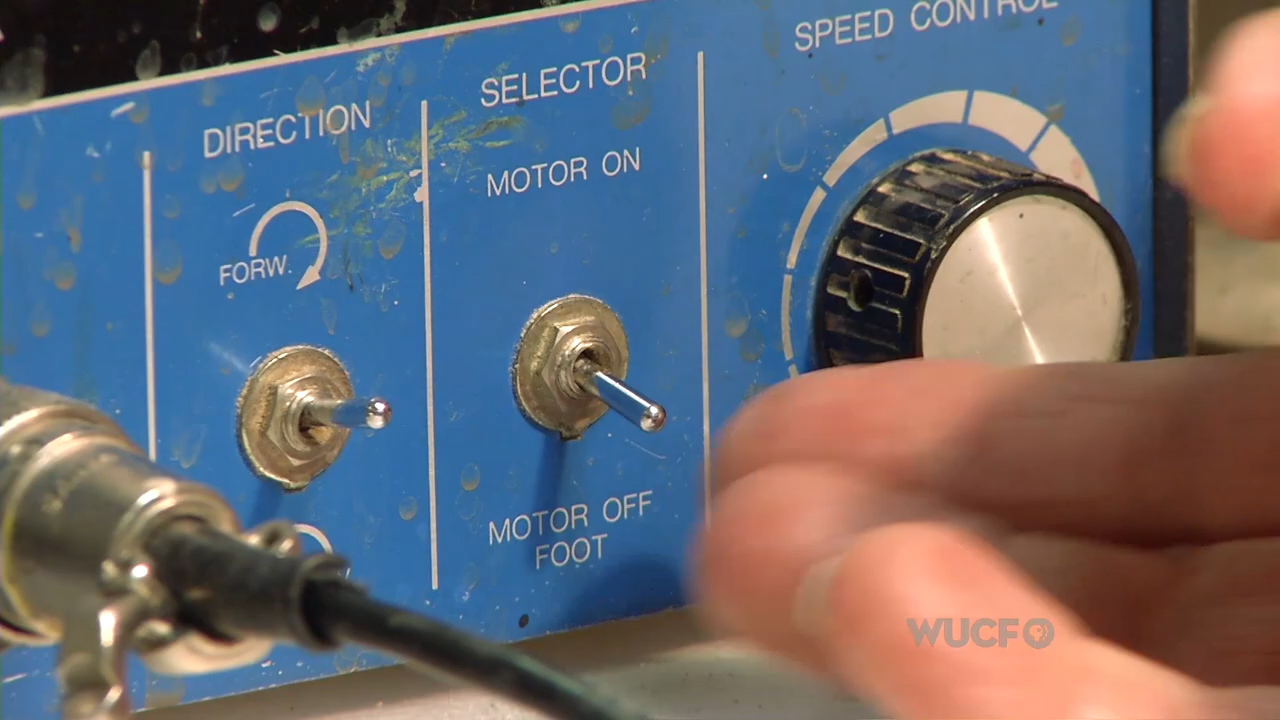 DIRECTION
FORW.
SELECTOR
MOTOR ON
MOTOR OFF
FOOT
SPEED CONTROL
WUCF